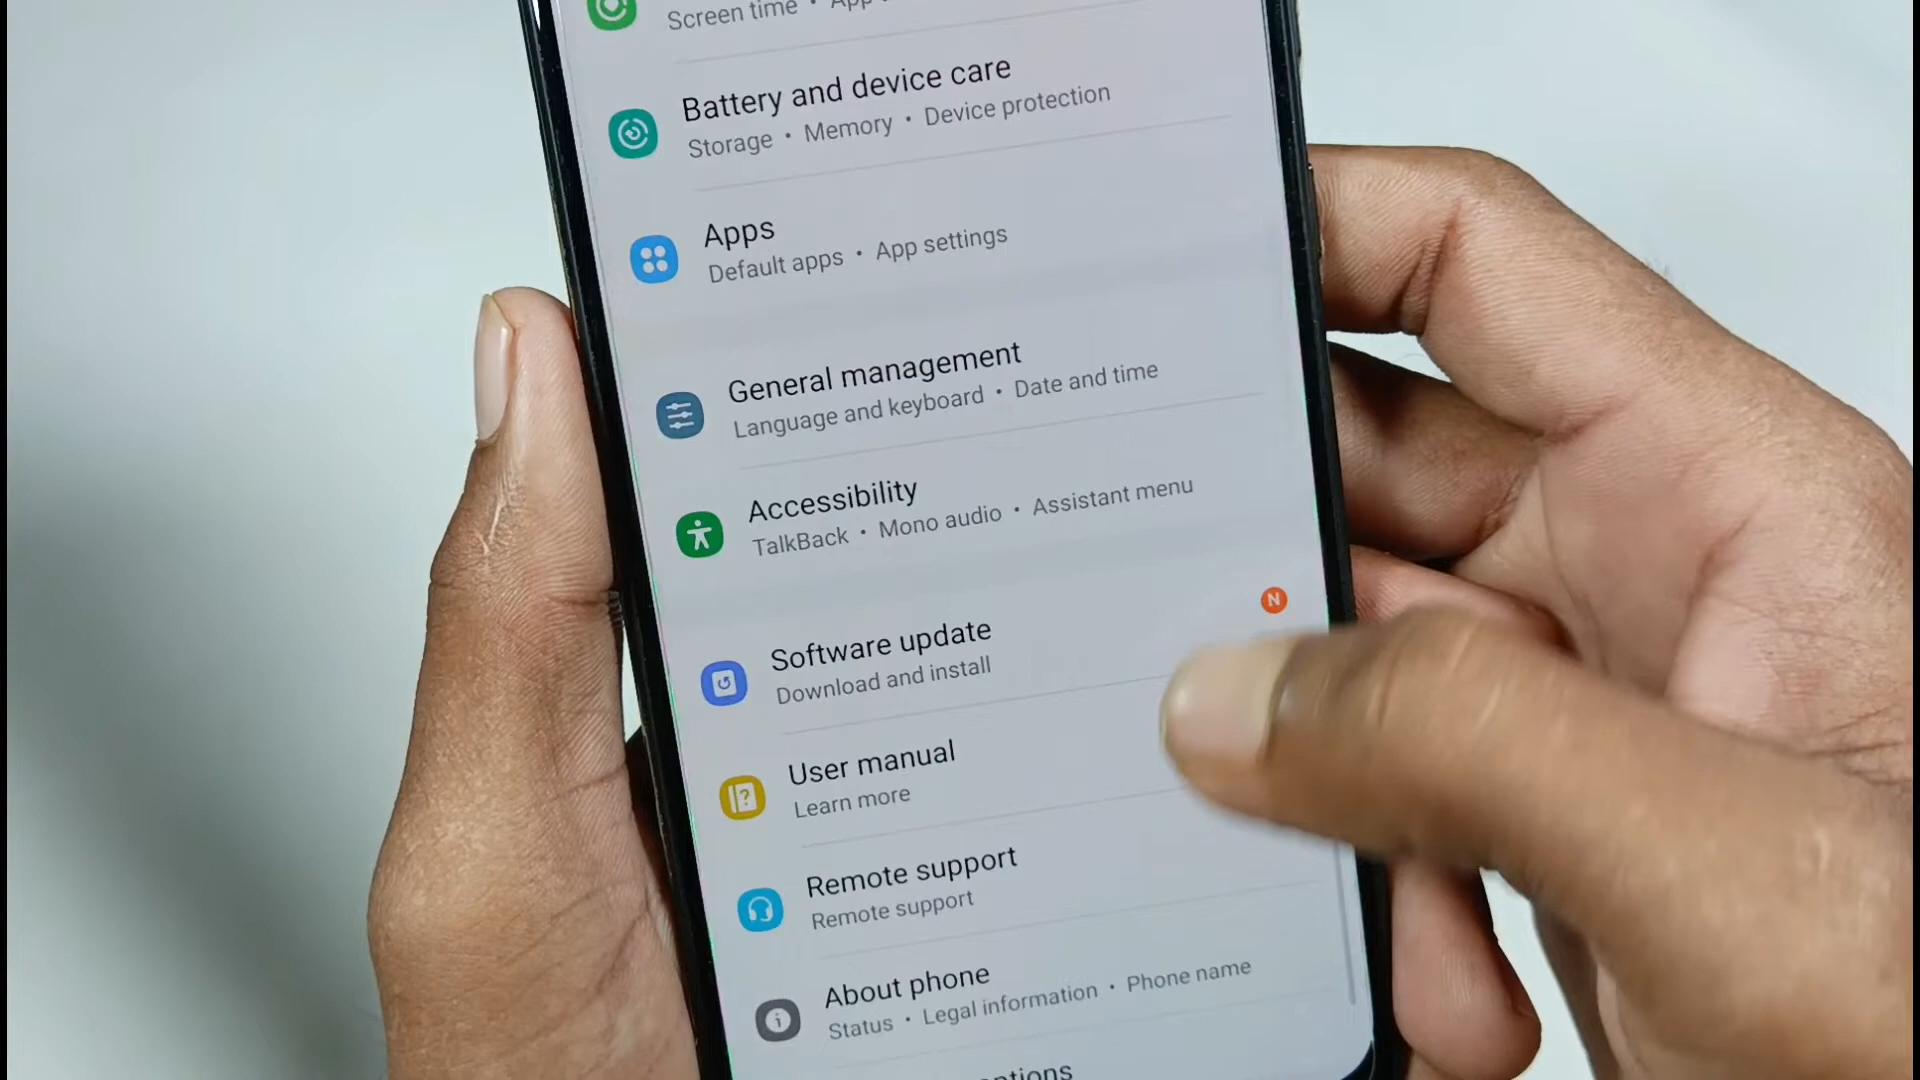 Screen time •
Battery and device care
Storage • Memory • Device protection
Apps
Default apps • App settings
General management
Language and keyboard • Date and time
Accessibility
TalkBack • Mono audio • Assistant menu
N
Software update
Download and install
User manual
Learn more
Remote support
Remote support
About phone
Status • Legal information • Phone name